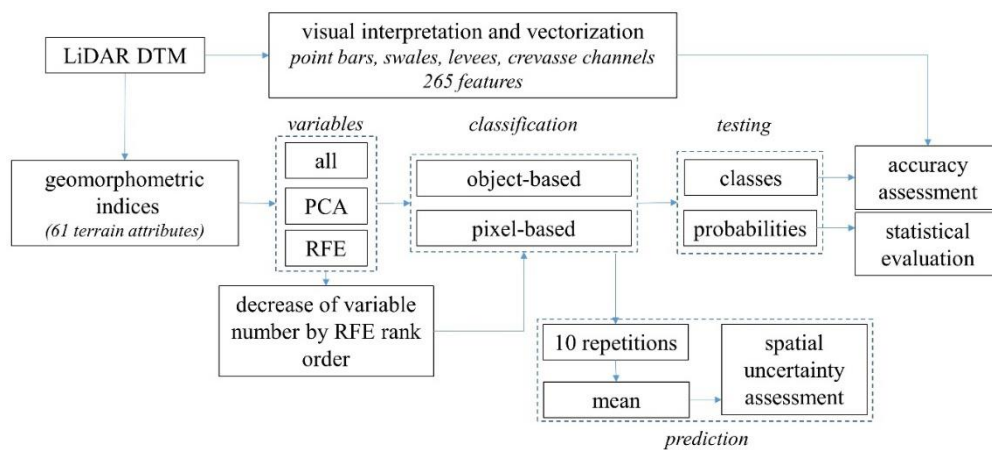 LiDAR DTM
visual interpretation and vectorization
point bars, swales, levees, crevasse channels
265 features
variables
classification
testing
geomorphometric
indices
(61 terrain attributes)
all
PCA
RFE
object-based
pixel-based
classes
probabilities
accuracy
assessment
statistical
evaluation
decrease of variable
number by RFE rank
order
10 repetitions
mean
spatial
uncertainty
assessment
prediction